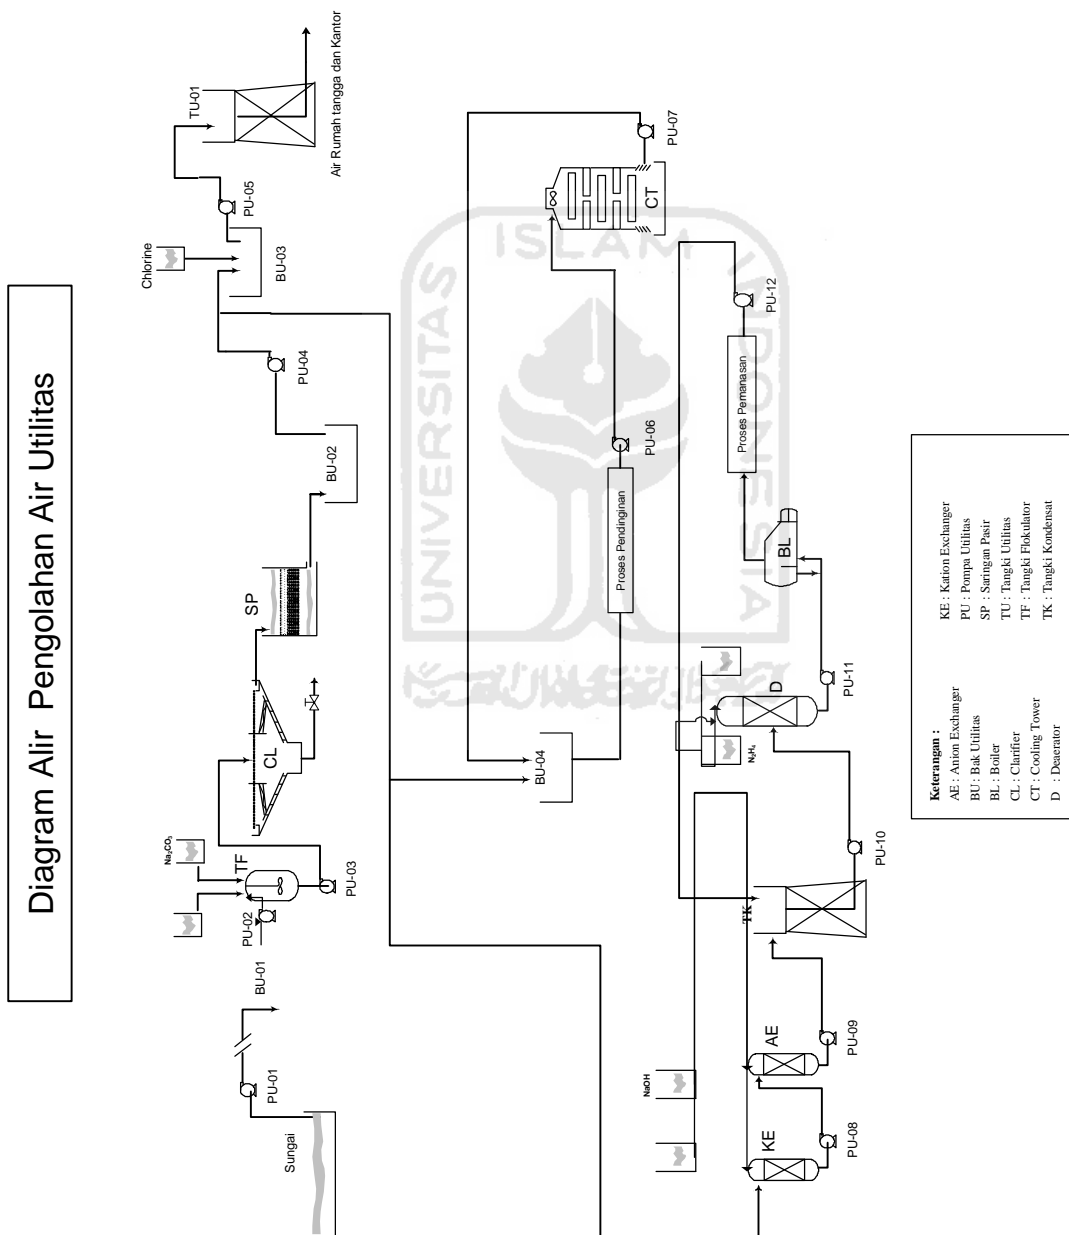 Diagram Alir Pengolahan Air Utilitas
Sungai
PU-01
BU-01
PU-02
Na₂CO₃
TF
PU-03
CL
SP
BU-02
PU-04
Chlorine
BU-03
PU-05
TU-01
Air Rumah tangga dan Kantor
BU-04
Proses Pendinginan
PU-06
CT
PU-07
KE
PU-08
NaOH
AE
PU-09
TK
PU-10
N₂H₄
D
PU-11
BL
Proses Pemanasan
PU-12
UNIVERSITAS
ISLAM
INDONESIA
Keterangan :
AE : Anion Exchanger
BU : Bak Utilitas
BL : Boiler
CL : Clarifier
CT : Cooling Tower
D : Deaerator
KE : Kation Exchanger
PU : Pompa Utilitas
SP : Saringan Pasir
TU : Tangki Utilitas
TF : Tangki Flokulator
TK : Tangki Kondensat